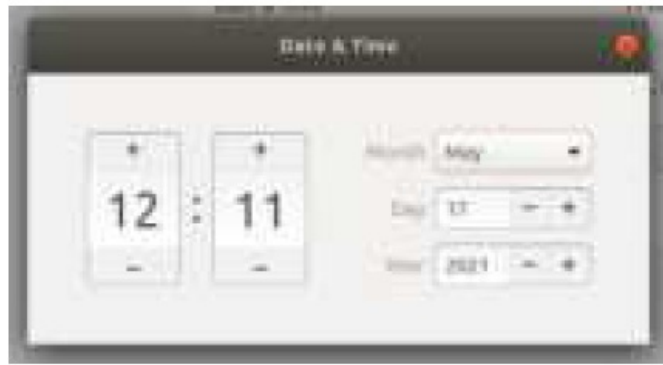 Date & Time
+ +
12 : 11
- -
Month May
Day - +
Year 2021 - +